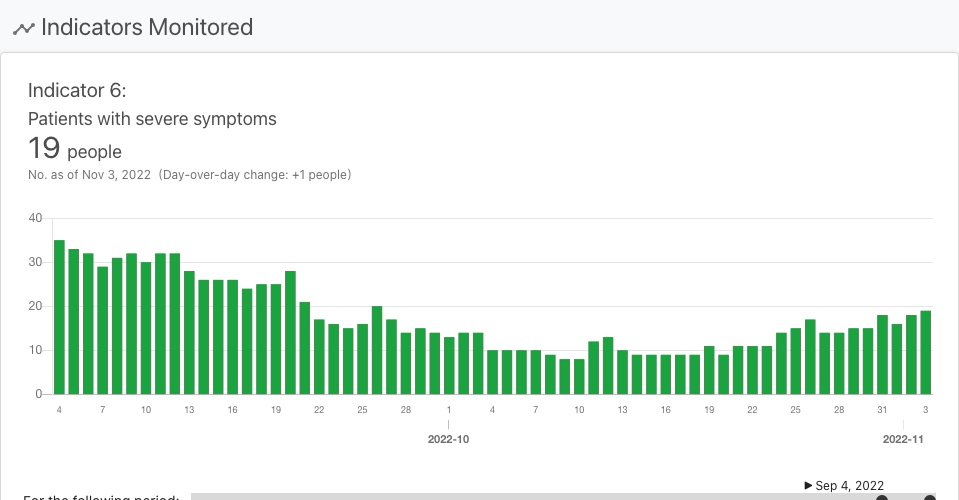 Indicators Monitored
Indicator 6:
Patients with severe symptoms
19 people
No. as of Nov 3, 2022 (Day-over-day change: +1 people)
40
30
20
10
0
4 7 10 13 16 19 22 25 28 1 4 7 10 13 16 19 22 25 28 31 3
2022-10 2022-11
▶ Sep 4, 2022
For the following period: